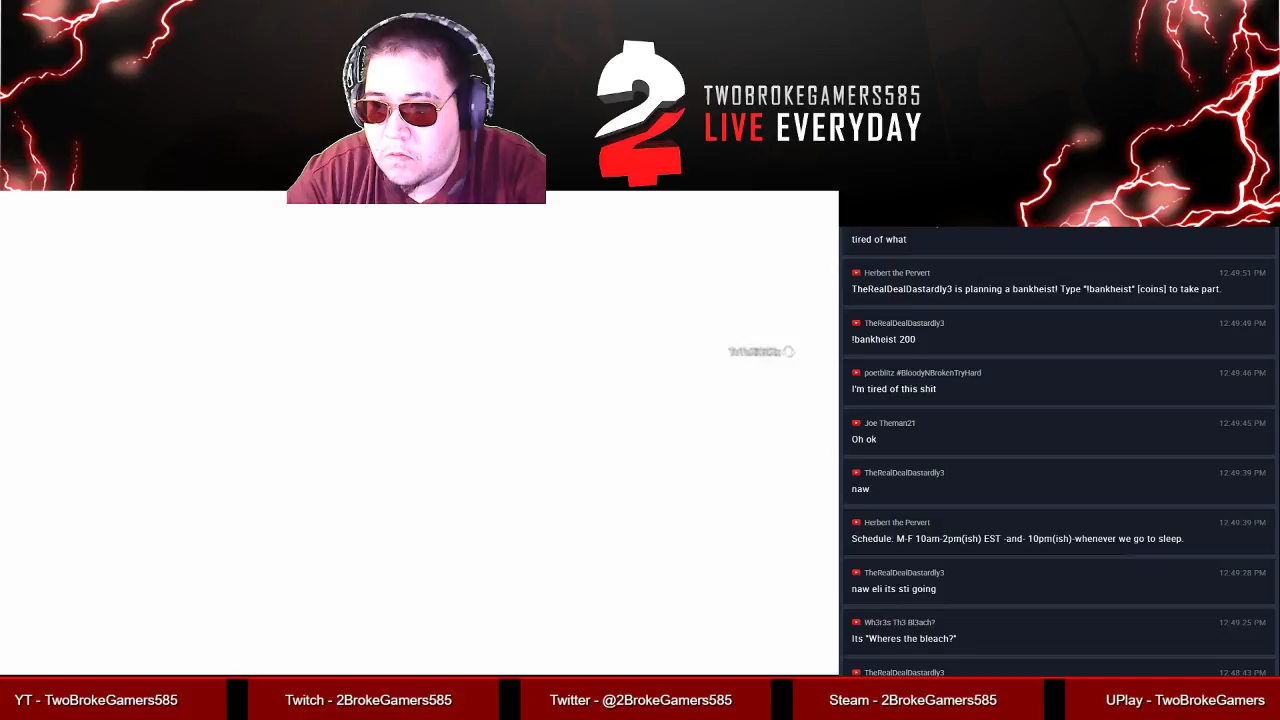 2
TWOBROKEGAMERS585
LIVE EVERYDAY
tired of what
Herbert the Pervert 12:49:51 PM
TheRealDealDastardly3 is planning a bankheist! Type "!bankheist" [coins] to take part.
TheRealDealDastardly3 12:49:49 PM
!bankheist 200
poetblitz #BloodyNBrokenTryHard 12:49:46 PM
I'm tired of this shit
Joe Theman21 12:49:45 PM
Oh ok
TheRealDealDastardly3 12:49:39 PM
naw
Herbert the Pervert 12:49:39 PM
Schedule: M-F 10am-2pm(ish) EST -and- 10pm(ish)-whenever we go to sleep.
TheRealDealDastardly3 12:49:28 PM
naw eli its sti going
Wh3r3s Th3 Bl3ach? 12:49:25 PM
Its "Wheres the bleach?"
TheRealDealDastardly3 12:48:43 PM
YT - TwoBrokeGamers585
Twitch - 2BrokeGamers585
Twitter - @2BrokeGamers585
Steam - 2BrokeGamers585
UPlay - TwoBrokeGamers